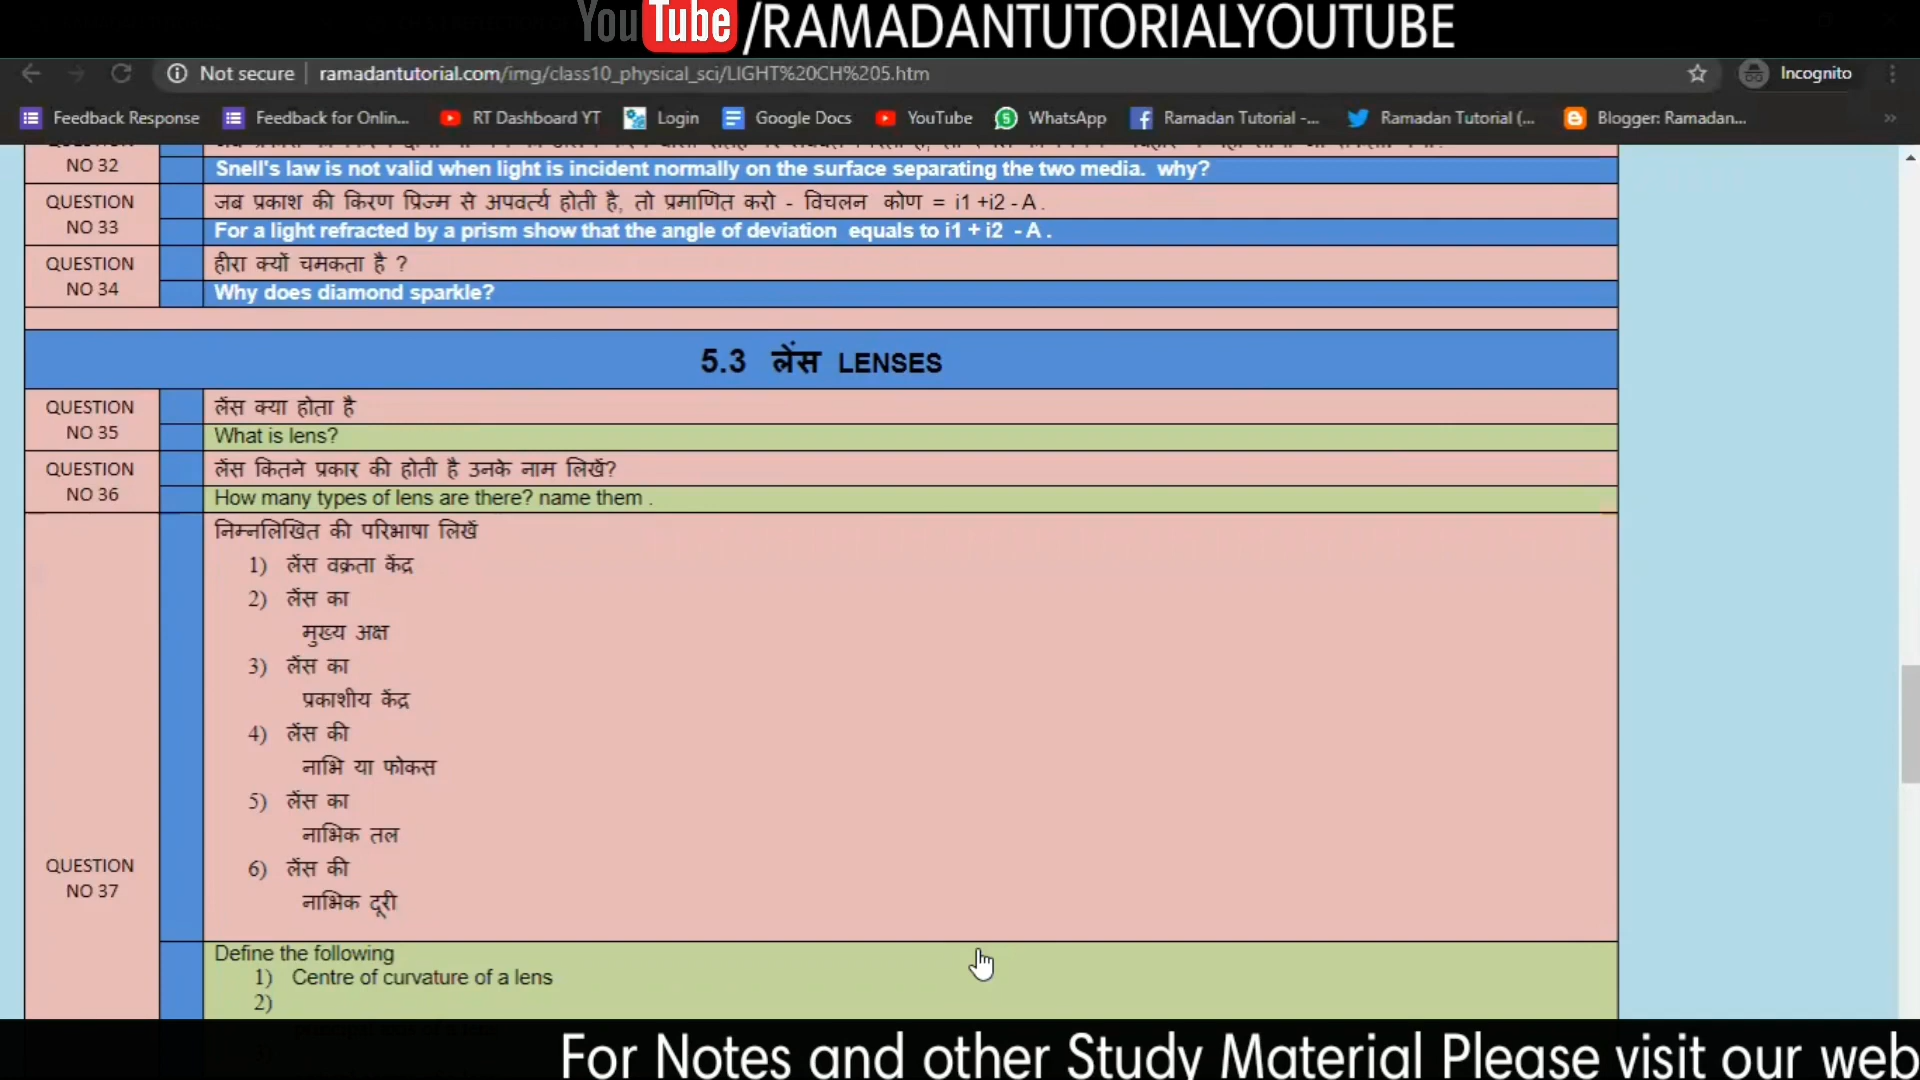 YouTube/RAMADANTUTORIALYOUTUBE
Not secure | ramadantutorial.com/img/class10_physical_sci/LIGHT%20CH%205.htm
Incognito
Feedback Response
Feedback for Onlin...
RT Dashboard YT
Login
Google Docs
YouTube
WhatsApp
Ramadan Tutorial -...
Ramadan Tutorial (...
Blogger: Ramadan...
NO 32
Snell's law is not valid when light is incident normally on the surface separating the two media. why?
QUESTION
NO 33
जब प्रकाश की किरण प्रिज्म से अपवर्त्य होती है, तो प्रमाणित करो - विचलन कोण = i1 +i2 - A .
For a light refracted by a prism show that the angle of deviation equals to i1 + i2 - A .
QUESTION
NO 34
हीरा क्यों चमकता है ?
Why does diamond sparkle?
5.3 लेंस LENSES
QUESTION
NO 35
लेंस क्या होता है
What is lens?
QUESTION
NO 36
लेंस कितने प्रकार की होती है उनके नाम लिखें?
How many types of lens are there? name them .
QUESTION
NO 37
निम्नलिखित की परिभाषा लिखें
1) लेंस वक्रता केंद्र
2) लेंस का
मुख्य अक्ष
3) लेंस का
प्रकाशीय केंद्र
4) लेंस की
नाभि या फोकस
5) लेंस का
नाभिक तल
6) लेंस की
नाभिक दूरी
Define the following
1) Centre of curvature of a lens
2)
For Notes and other Study Material Please visit our web